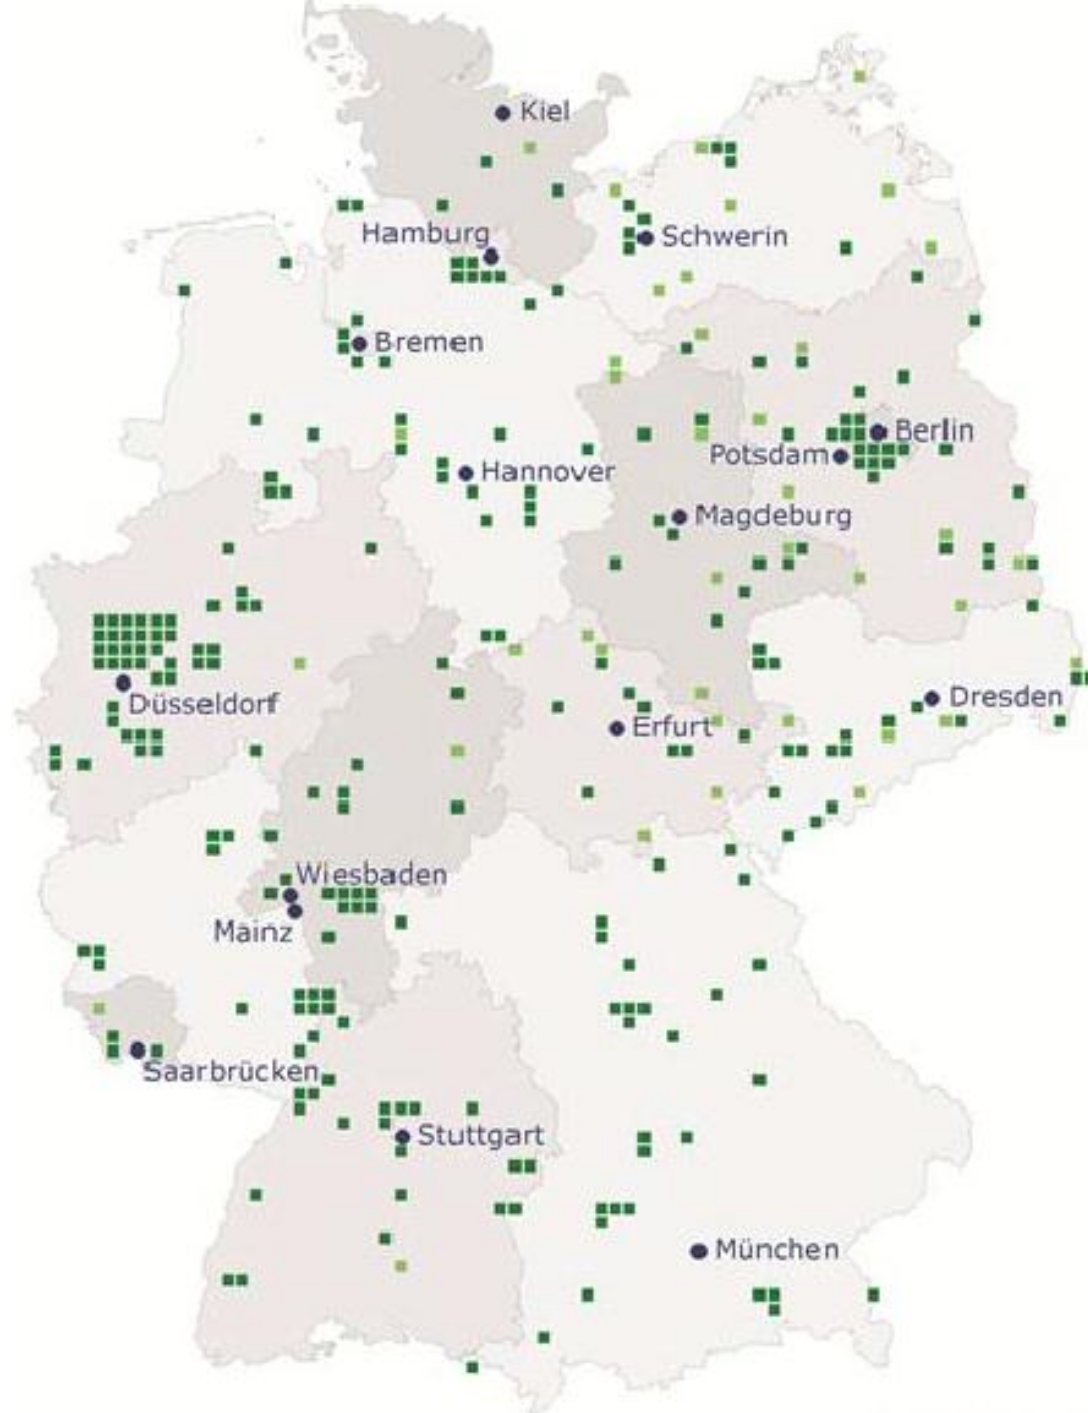 Kiel
Hamburg
Schwerin
Bremen
Berlin
Potsdam
Hannover
Magdeburg
Düsseldorf
Dresden
Erfurt
Wiesbaden
Mainz
Saarbrücken
Stuttgart
München